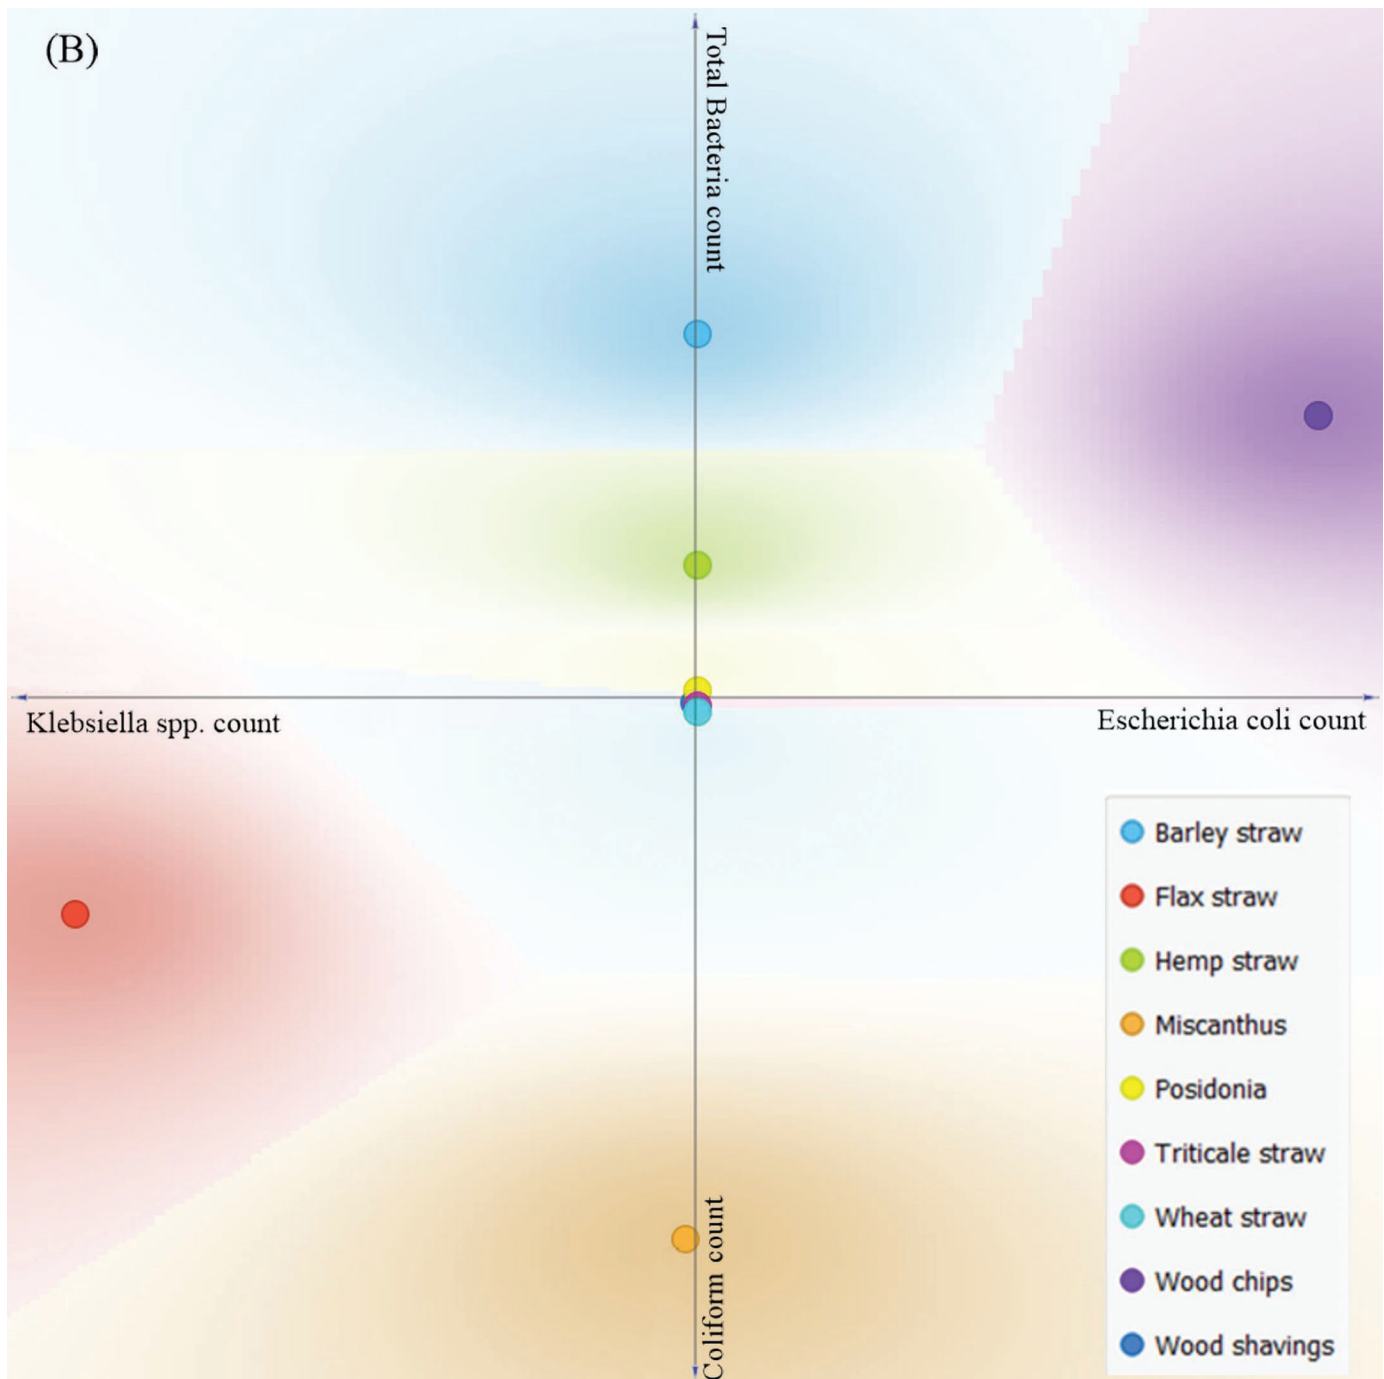 (B)
Total Bacteria count
Klebsiella spp. count
Escherichia coli count
Barley straw
Flax straw
Hemp straw
Miscanthus
Posidonia
Triticale straw
Wheat straw
Wood chips
Wood shavings
Coliform count